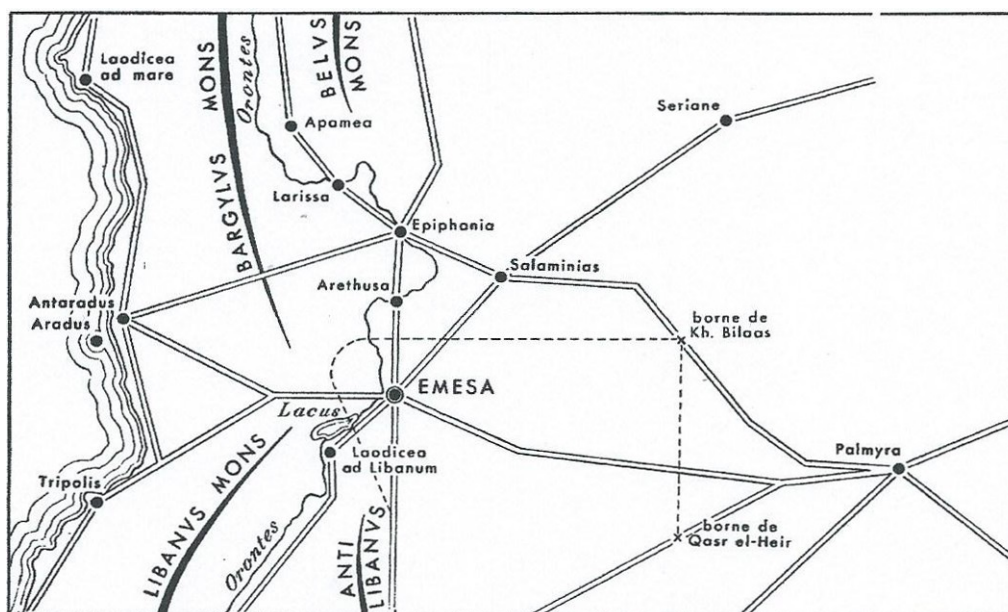 Laodicea
ad mare
MONS
BARGYLVS
Orontes
BELVS
MONS
Apamea
Seriane
Larissa
Epiphania
Salaminias
Arethusa
Antaradus
Aradus
borne de
Kh. Bilaas
EMESA
Lacus
Laodicea
ad Libanum
Palmyra
Tripolis
LIBANVS MONS
Orontes
ANTI
LIBANVS
borne de
Qasr el-Heir